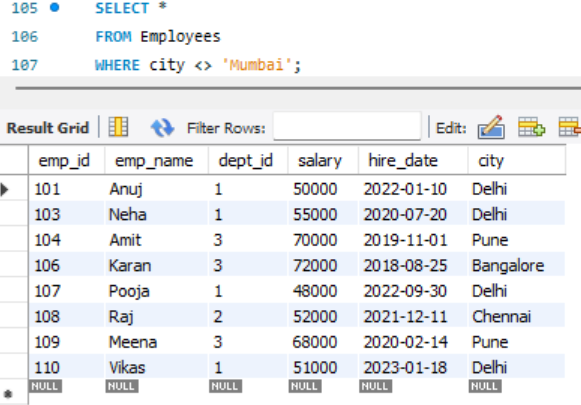 105 SELECT *
106 FROM Employees
107 WHERE city <> 'Mumbai';
Result Grid Filter Rows: Edit:
emp_id emp_name dept_id salary hire_date city
101 Anuj 1 50000 2022-01-10 Delhi
103 Neha 1 55000 2020-07-20 Delhi
104 Amit 3 70000 2019-11-01 Pune
106 Karan 3 72000 2018-08-25 Bangalore
107 Pooja 1 48000 2022-09-30 Delhi
108 Raj 2 52000 2021-12-11 Chennai
109 Meena 3 68000 2020-02-14 Pune
110 Vikas 1 51000 2023-01-18 Delhi
NULL NULL NULL NULL NULL NULL